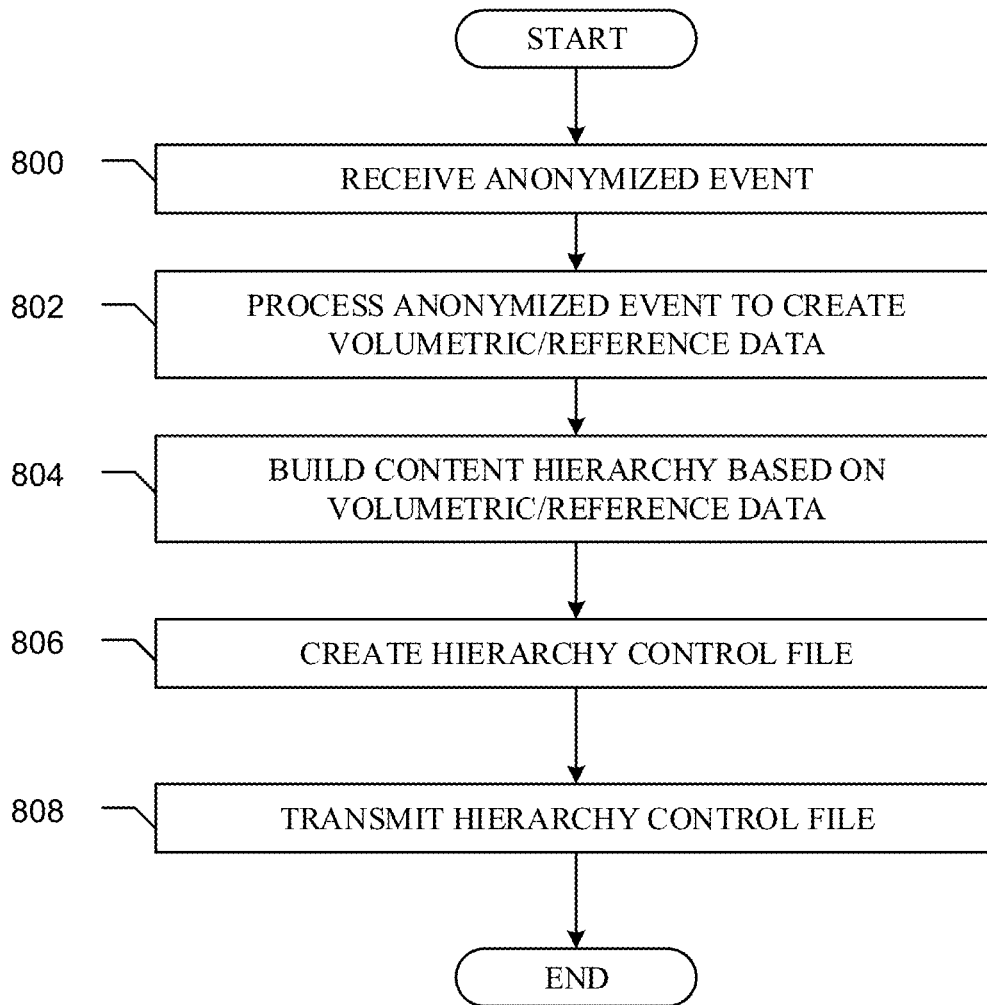 START
800
RECEIVE ANONYMIZED EVENT
802
PROCESS ANONYMIZED EVENT TO CREATE
VOLUMETRIC/REFERENCE DATA
804
BUILD CONTENT HIERARCHY BASED ON
VOLUMETRIC/REFERENCE DATA
806
CREATE HIERARCHY CONTROL FILE
808
TRANSMIT HIERARCHY CONTROL FILE
END